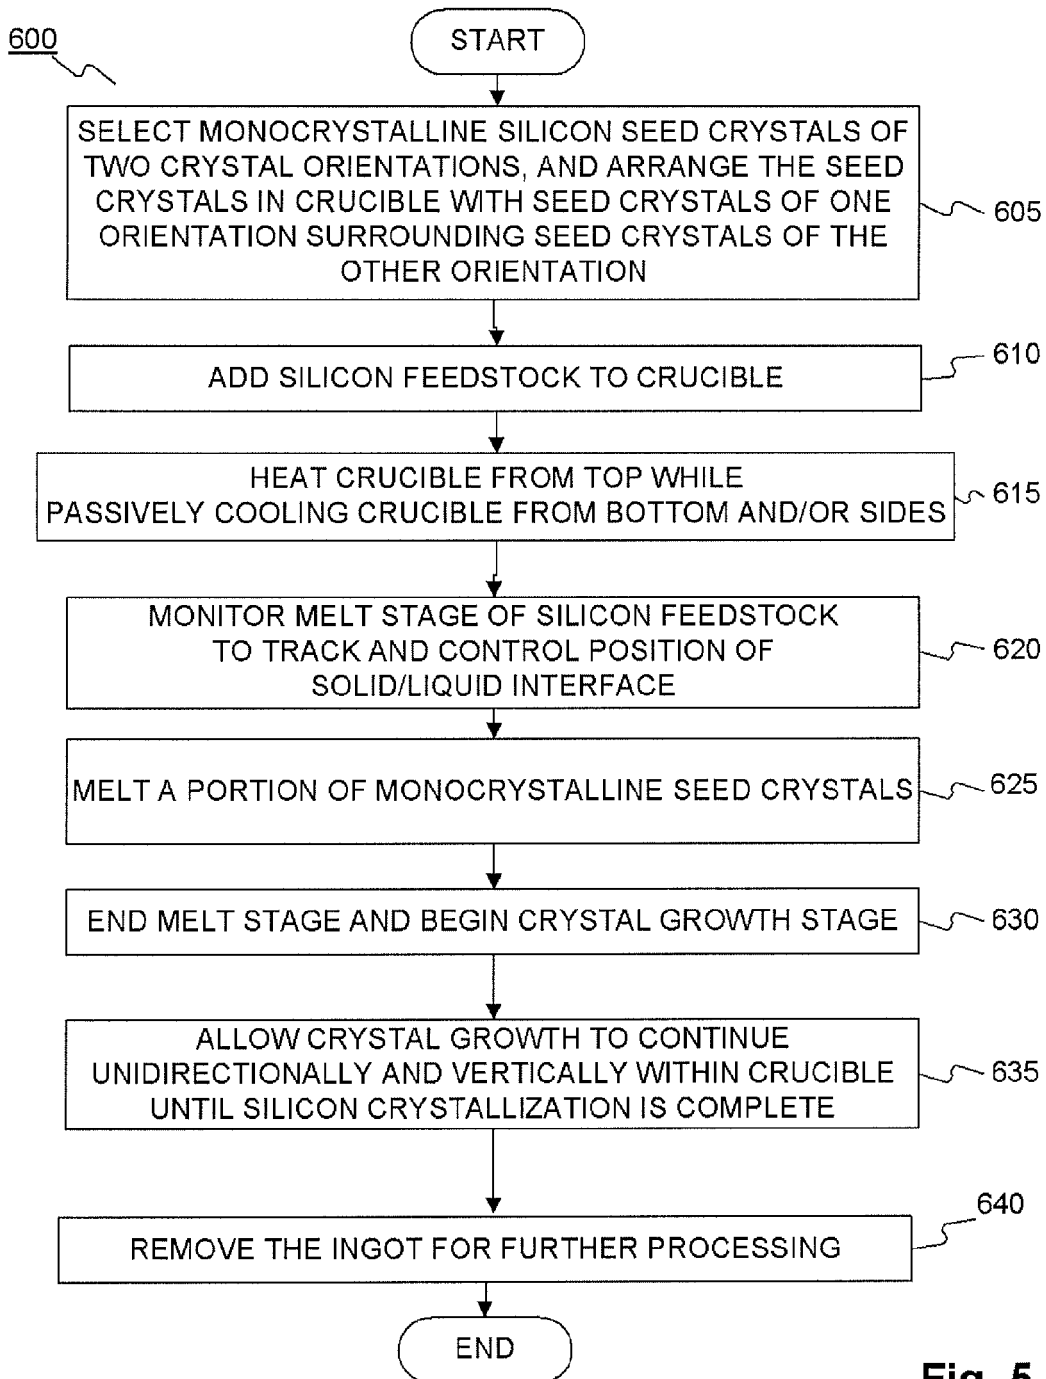 600
START
SELECT MONOCRYSTALLINE SILICON SEED CRYSTALS OF
TWO CRYSTAL ORIENTATIONS, AND ARRANGE THE SEED
CRYSTALS IN CRUCIBLE WITH SEED CRYSTALS OF ONE
ORIENTATION SURROUNDING SEED CRYSTALS OF THE
OTHER ORIENTATION
605
ADD SILICON FEEDSTOCK TO CRUCIBLE
610
HEAT CRUCIBLE FROM TOP WHILE
PASSIVELY COOLING CRUCIBLE FROM BOTTOM AND/OR SIDES
615
MONITOR MELT STAGE OF SILICON FEEDSTOCK
TO TRACK AND CONTROL POSITION OF
SOLID/LIQUID INTERFACE
620
MELT A PORTION OF MONOCRYSTALLINE SEED CRYSTALS
625
END MELT STAGE AND BEGIN CRYSTAL GROWTH STAGE
630
ALLOW CRYSTAL GROWTH TO CONTINUE
UNIDIRECTIONALLY AND VERTICALLY WITHIN CRUCIBLE
UNTIL SILICON CRYSTALLIZATION IS COMPLETE
635
REMOVE THE INGOT FOR FURTHER PROCESSING
640
END
Fig. 5